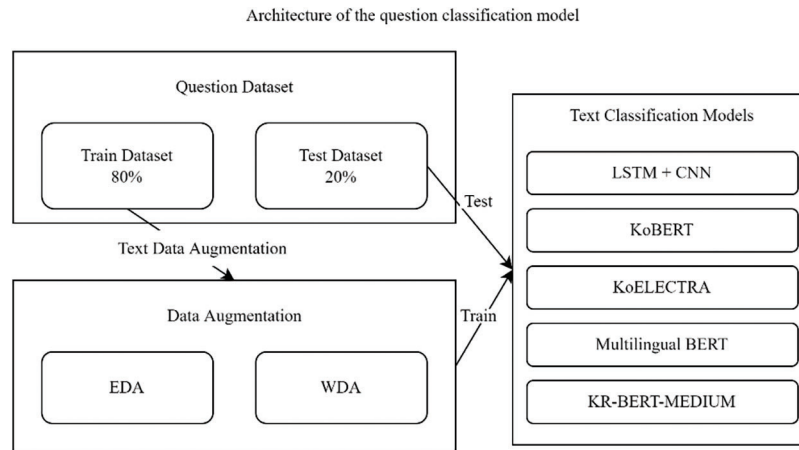 Architecture of the question classification model
Question Dataset
Train Dataset
80%
Test Dataset
20%
Text Data Augmentation
Data Augmentation
EDA
WDA
Test
Train
Text Classification Models
LSTM + CNN
KoBERT
KoELECTRA
Multilingual BERT
KR-BERT-MEDIUM